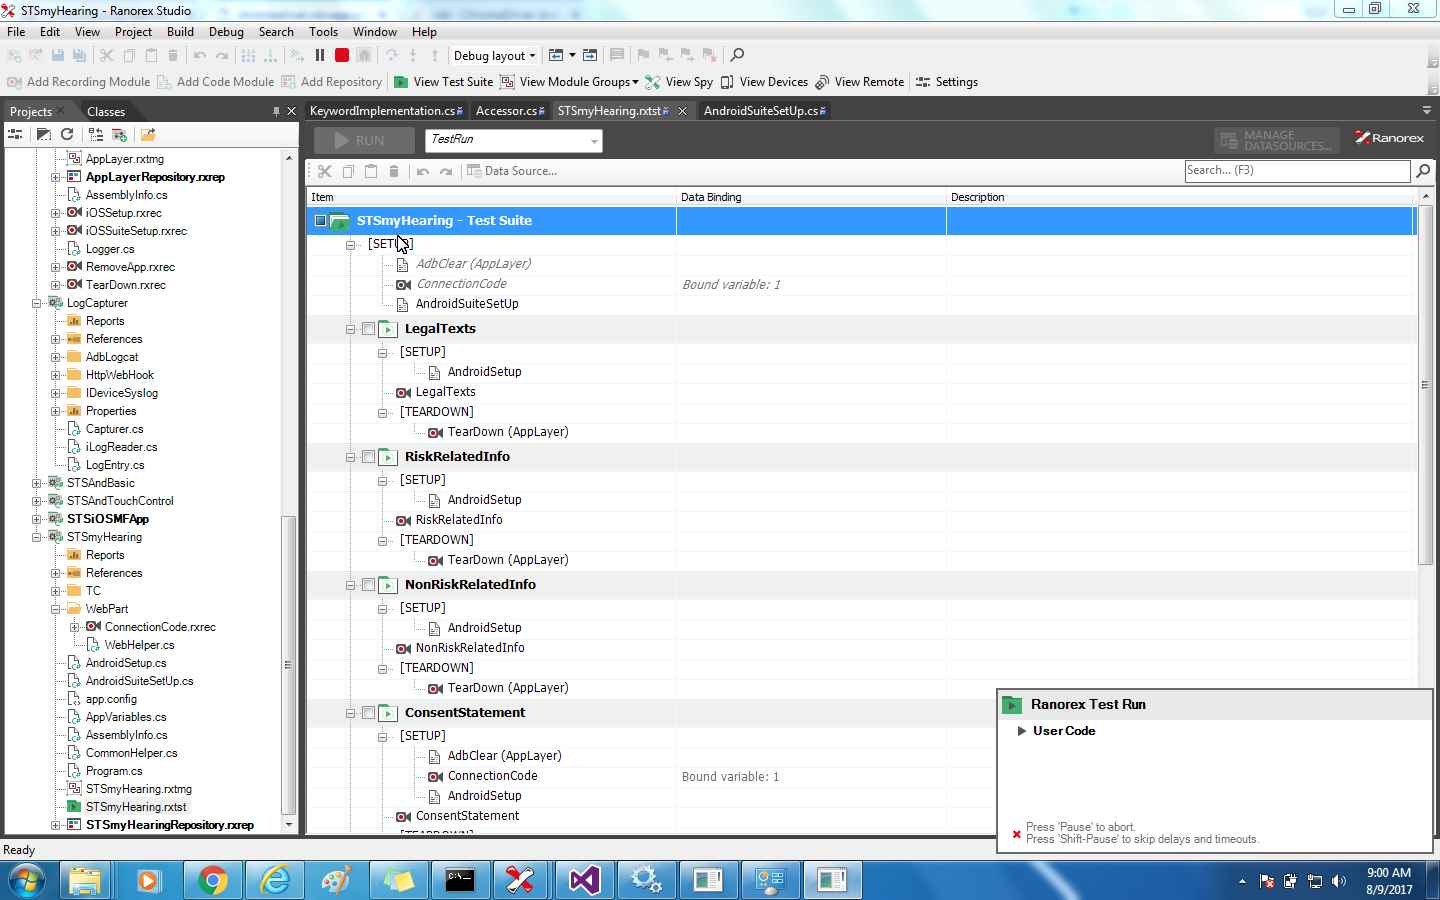 STSmyHearing - Ranorex Studio
File Edit View Project Build Debug Search Tools Window Help
Debug layout
Add Recording Module Add Code Module Add Repository View Test Suite View Module Groups View Spy View Devices View Remote Settings
Projects Classes
KeywordImplementation.cs Accessor.cs STSmyHearing.rxtst AndroidSuiteSetUp.cs
RUN TestRun MANAGE DATASOURCES... Ranorex
Data Source... Search... (F3)
Item Data Binding Description
AppLayer.rxtmg
AppLayerRepository.rxrep
AssemblyInfo.cs
iOSSetup.rxrec
iOSSuiteSetup.rxrec
Logger.cs
RemoveApp.rxrec
TearDown.rxrec
LogCapturer
Reports
References
AdbLogcat
HttpWebHook
IDeviceSyslog
Properties
Capturer.cs
iLogReader.cs
LogEntry.cs
STSAndBasic
STSAndTouchControl
STSiOSMFApp
STSmyHearing
Reports
References
TC
WebPart
ConnectionCode.rxrec
WebHelper.cs
AndroidSetup.cs
AndroidSuiteSetUp.cs
app.config
AppVariables.cs
AssemblyInfo.cs
CommonHelper.cs
Program.cs
STSmyHearing.rxtmg
STSmyHearing.rxtst
STSmyHearingRepository.rxrep
STSmyHearing - Test Suite
[SETUP]
AdbClear (AppLayer)
ConnectionCode Bound variable: 1
AndroidSuiteSetUp
LegalTexts
[SETUP]
AndroidSetup
LegalTexts
[TEARDOWN]
TearDown (AppLayer)
RiskRelatedInfo
[SETUP]
AndroidSetup
RiskRelatedInfo
[TEARDOWN]
TearDown (AppLayer)
NonRiskRelatedInfo
[SETUP]
AndroidSetup
NonRiskRelatedInfo
[TEARDOWN]
TearDown (AppLayer)
ConsentStatement
[SETUP]
AdbClear (AppLayer)
ConnectionCode Bound variable: 1
AndroidSetup
ConsentStatement
[TEARDOWN]
Ranorex Test Run
User Code
Press 'Pause' to abort.
Press 'Shift-Pause' to skip delays and timeouts.
Ready
9:00 AM
8/9/2017